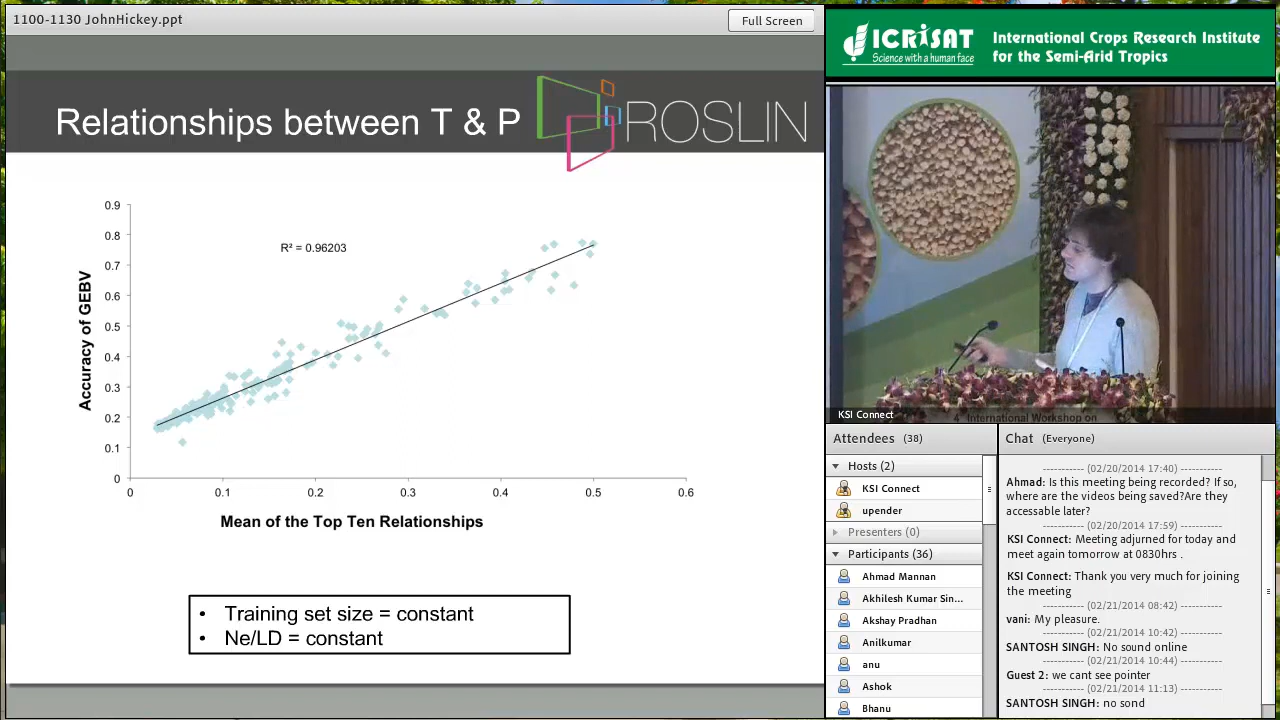 1100-1130 JohnHickey.ppt
Full Screen
Relationships between T & P
ROSLIN
0.9
0.8
0.7
0.6
0.5
0.4
0.3
0.2
0.1
0
R² = 0.96203
Accuracy of GEBV
0 0.1 0.2 0.3 0.4 0.5 0.6
Mean of the Top Ten Relationships
• Training set size = constant
• Ne/LD = constant
ICRISAT
Science with a human face
International Crops Research Institute
for the Semi-Arid Tropics
KSI Connect
4 International Workshop on
Attendees (38)
Hosts (2)
KSI Connect
upender
Presenters (0)
Participants (36)
Ahmad Mannan
Akhilesh Kumar Sin...
Akshay Pradhan
Anilkumar
anu
Ashok
Bhanu
Chat (Everyone)
---------- (02/20/2014 17:40) ----------
Ahmad: Is this meeting being recorded? If so,
where are the videos being saved?Are they
accessable later?
---------- (02/20/2014 17:59) ----------
KSI Connect: Meeting adjurned for today and
meet again tomorrow at 0830hrs .
KSI Connect: Thank you very much for joining
the meeting
---------- (02/21/2014 08:42) ----------
vani: My pleasure.
---------- (02/21/2014 10:42) ----------
SANTOSH SINGH: No sound online
---------- (02/21/2014 10:44) ----------
Guest 2: we cant see pointer
---------- (02/21/2014 11:13) ----------
SANTOSH SINGH: no sond